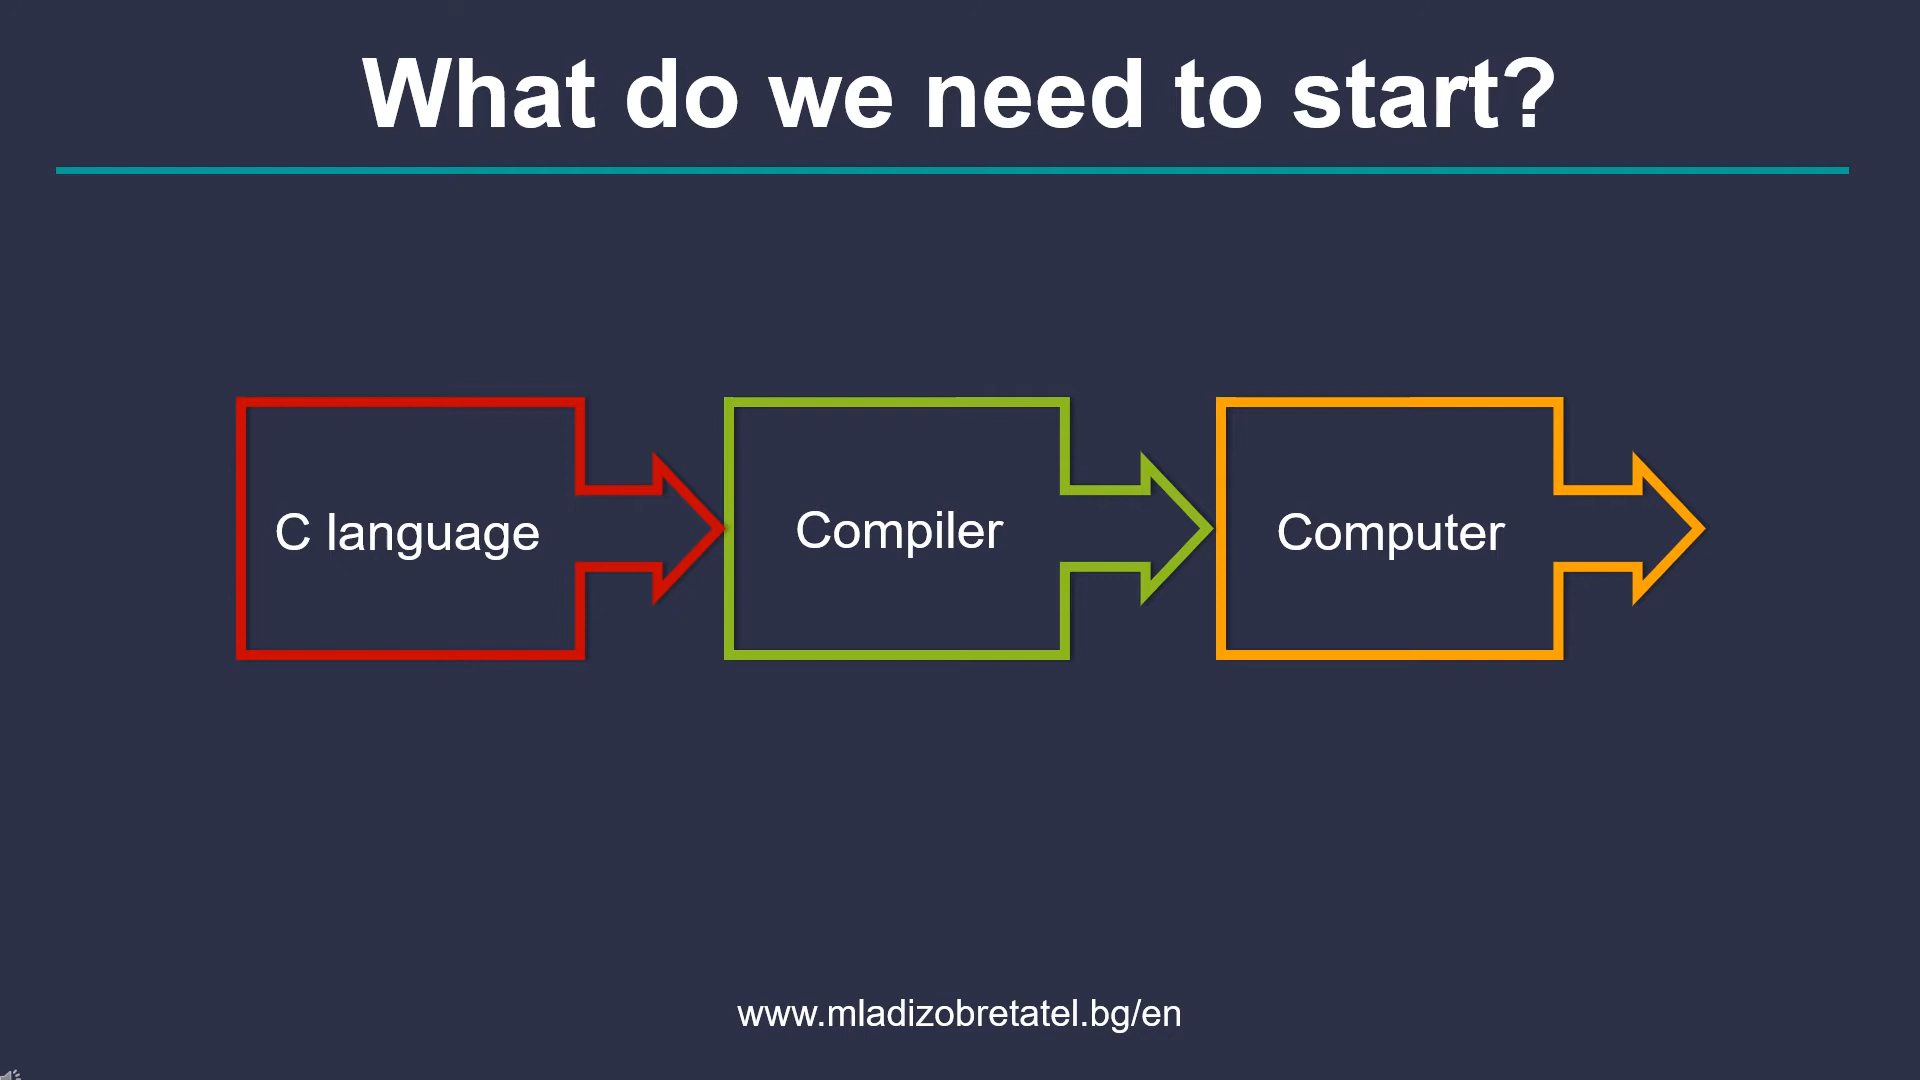 What do we need to start?
C language
Compiler
Computer
www.mladizobretatel.bg/en